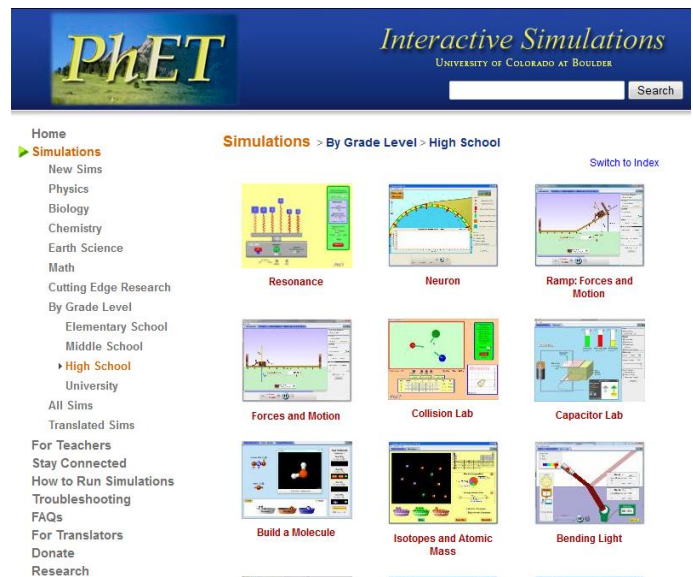 PhET
Interactive Simulations
University of Colorado at Boulder
Search
Home
Simulations
New Sims
Physics
Biology
Chemistry
Earth Science
Math
Cutting Edge Research
By Grade Level
Elementary School
Middle School
High School
University
All Sims
Translated Sims
For Teachers
Stay Connected
How to Run Simulations
Troubleshooting
FAQs
For Translators
Donate
Research
Simulations > By Grade Level > High School
Switch to Index
Resonance
Neuron
Ramp: Forces and
Motion
Forces and Motion
Collision Lab
Capacitor Lab
Build a Molecule
Isotopes and Atomic
Mass
Bending Light